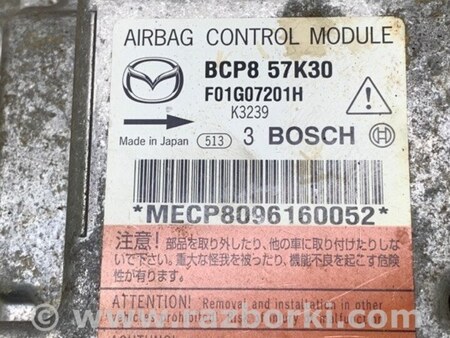 AIRBAG CONTROL MODULE
BCP8 57K30
F01G07201H
K3239
Made in Japan 513 3 BOSCH
*MECP8096160052*
注意! 部品を取り外したり、他の車に取り付けたりしな
いで下さい。重大な怪我を被ったり、機能不良を起こす危険
性が有ります。
ATTENTION! Removal and installation in other
www.razborki.com